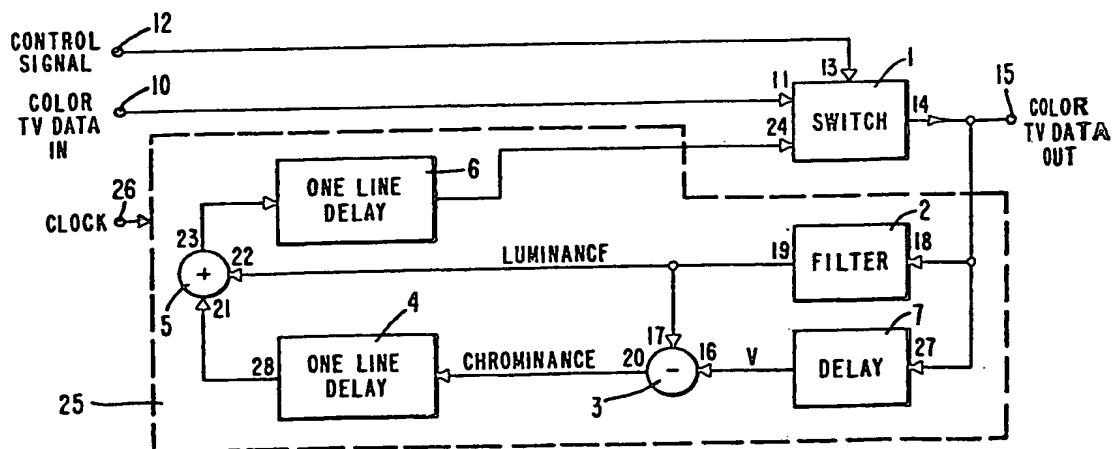 12
CONTROL
SIGNAL
10
COLOR
TV DATA
IN
13
1
11
24
SWITCH
14
15
COLOR
TV DATA
OUT
26
CLOCK
6
ONE LINE
DELAY
23
22
+
5
21
LUMINANCF
19
2
FILTER
18
4
ONE LINE
DELAY
28
CHROMINANCE
17
20
16
-
3
V
7
DELAY
27
25